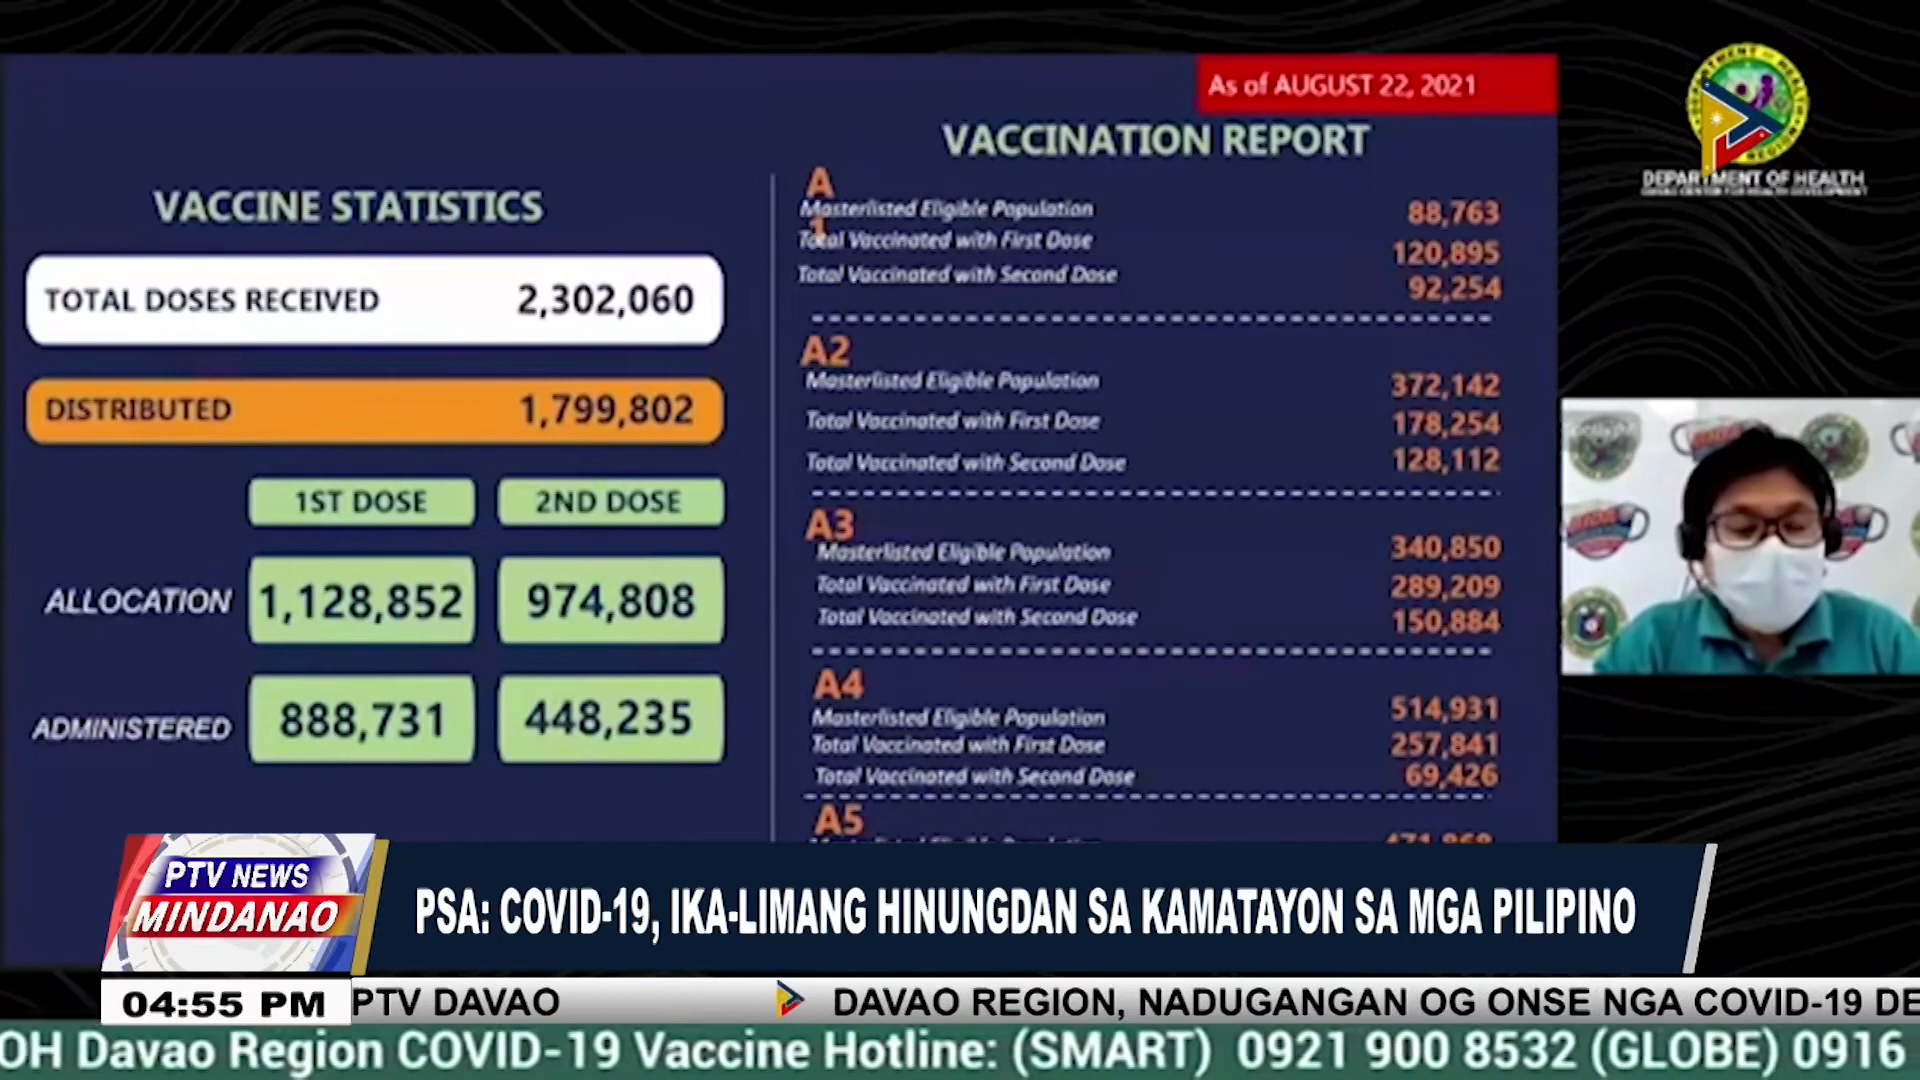 As of AUGUST 22, 2021
VACCINE STATISTICS
TOTAL DOSES RECEIVED 2,302,060
DISTRIBUTED 1,799,802
1ST DOSE 2ND DOSE
ALLOCATION 1,128,852 974,808
ADMINISTERED 888,731 448,235
VACCINATION REPORT
A1
Masterlisted Eligible Population 88,763
Total Vaccinated with First Dose 120,895
Total Vaccinated with Second Dose 92,254
A2
Masterlisted Eligible Population 372,142
Total Vaccinated with First Dose 178,254
Total Vaccinated with Second Dose 128,112
A3
Masterlisted Eligible Population 340,850
Total Vaccinated with First Dose 289,209
Total Vaccinated with Second Dose 150,884
A4
Masterlisted Eligible Population 514,931
Total Vaccinated with First Dose 257,841
Total Vaccinated with Second Dose 69,426
A5
DEPARTMENT OF HEALTH
PTV NEWS
MINDANAO
PSA: COVID-19, IKA-LIMANG HINUNGDAN SA KAMATAYON SA MGA PILIPINO
04:55 PM PTV DAVAO DAVAO REGION, NADUGANGAN OG ONSE NGA COVID-19 DE
OH Davao Region COVID-19 Vaccine Hotline: (SMART) 0921 900 8532 (GLOBE) 0916